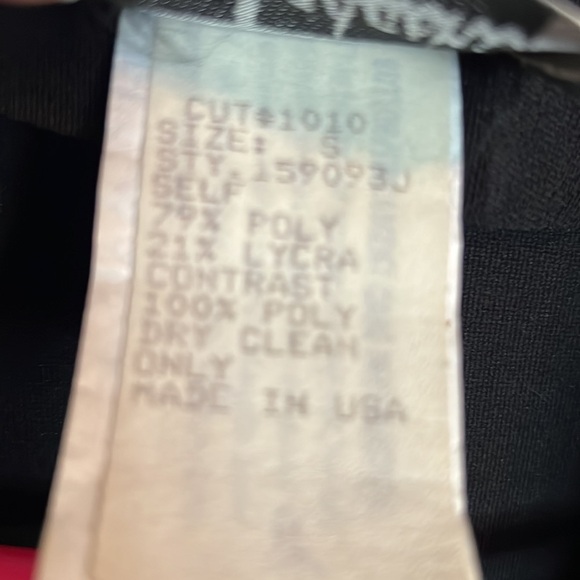 CUT#1010
SIZE: S
STY. 159093J
SELF
79% POLY
21% LYCRA
CONTRAST
100% POLY
DRY CLEAN
ONLY
MADE IN USA